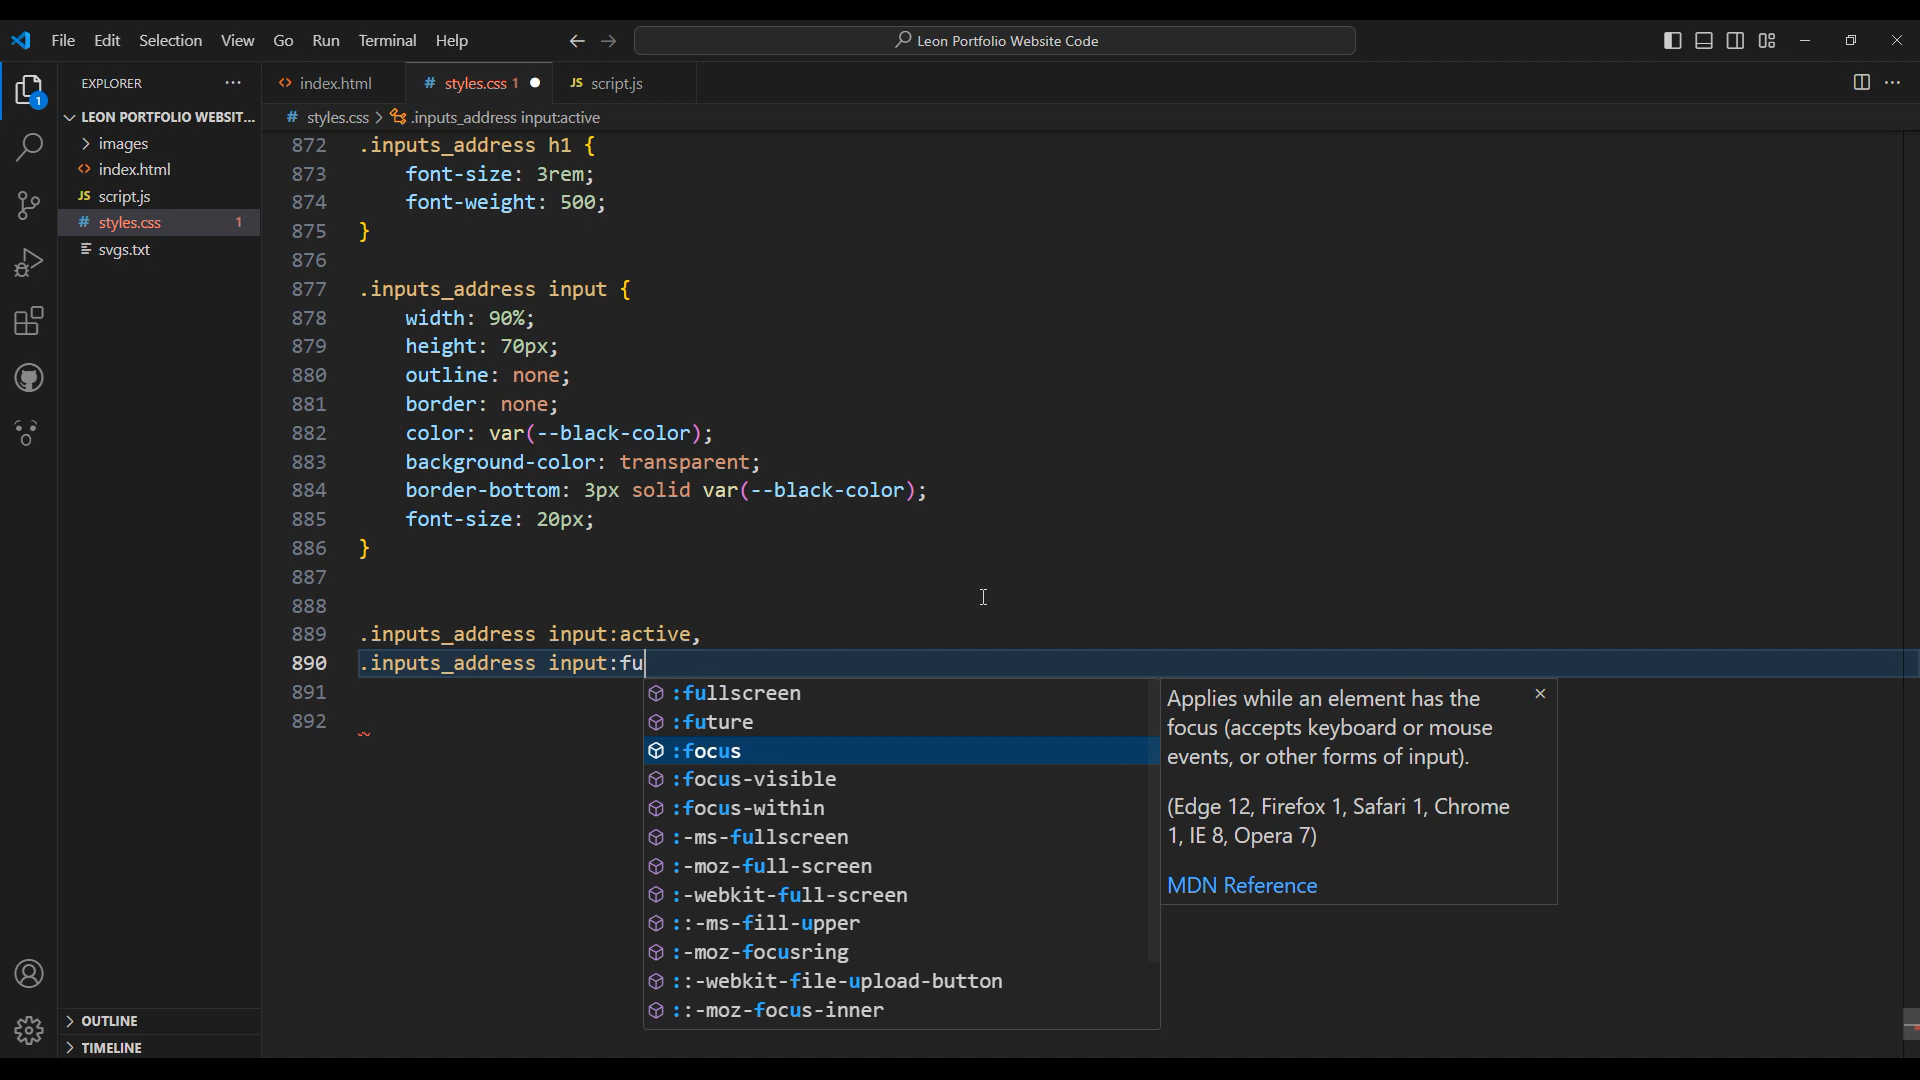 File Edit Selection View Go Run Terminal Help
Leon Portfolio Website Code
EXPLORER
LEON PORTFOLIO WEBSIT...
images
index.html
JS script.js
# styles.css 1
svgs.txt
OUTLINE
TIMELINE
1
index.html
# styles.css 1
JS script.js
# styles.css > .inputs_address input:active
872 .inputs_address h1 {
873 font-size: 3rem;
874 font-weight: 500;
875 }
876
877 .inputs_address input {
878 width: 90%;
879 height: 70px;
880 outline: none;
881 border: none;
882 color: var(--black-color);
883 background-color: transparent;
884 border-bottom: 3px solid var(--black-color);
885 font-size: 20px;
886 }
887
888
889 .inputs_address input:active,
890 .inputs_address input:fu
891
892
:fullscreen
:future
:focus
:focus-visible
:focus-within
:-ms-fullscreen
:-moz-full-screen
:-webkit-full-screen
::-ms-fill-upper
:-moz-focusring
::-webkit-file-upload-button
::-moz-focus-inner
Applies while an element has the
focus (accepts keyboard or mouse
events, or other forms of input).
(Edge 12, Firefox 1, Safari 1, Chrome
1, IE 8, Opera 7)
MDN Reference